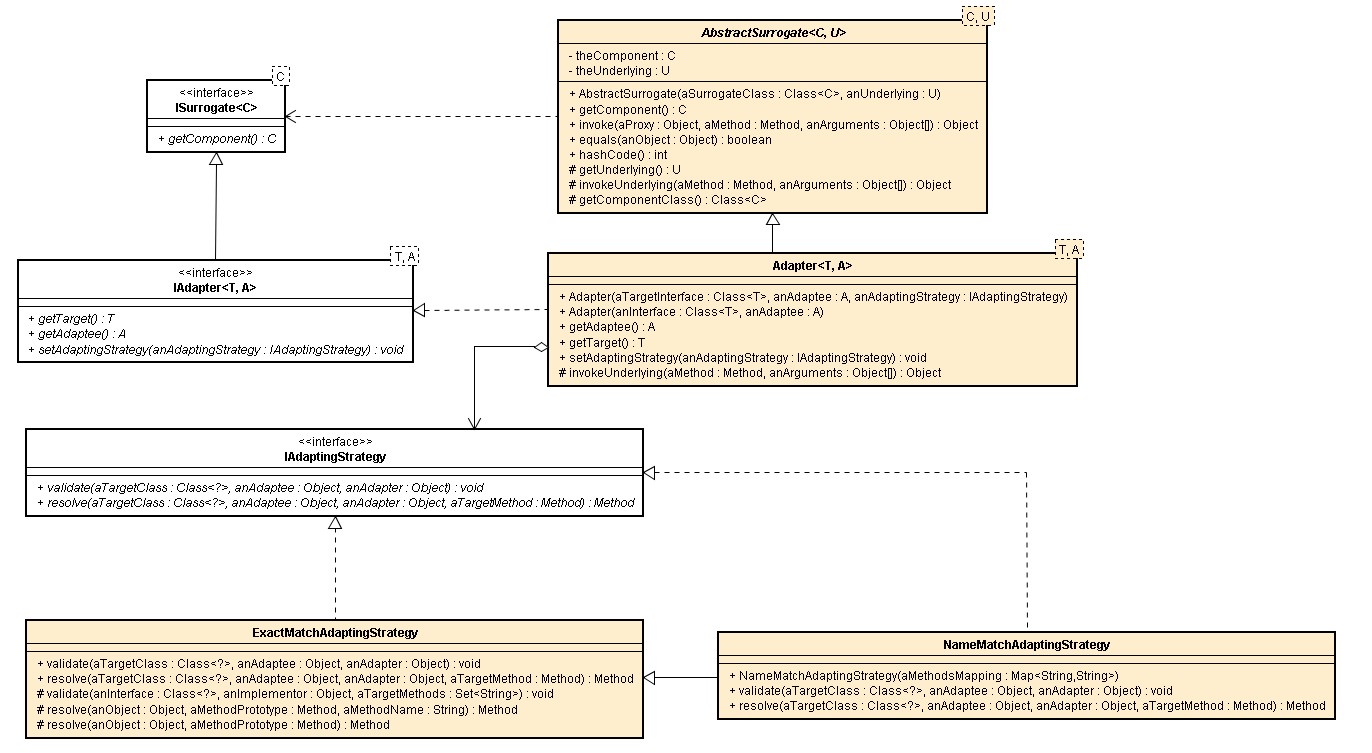 C, U
AbstractSurrogate<C, U>
- theComponent : C
- theUnderlying : U
+ AbstractSurrogate(aSurrogateClass : Class<C>, anUnderlying : U)
+ getComponent() : C
+ invoke(aProxy : Object, aMethod : Method, anArguments : Object[]) : Object
+ equals(anObject : Object) : boolean
+ hashCode() : int
# getUnderlying() : U
# invokeUnderlying(aMethod : Method, anArguments : Object[]) : Object
# getComponentClass() : Class<C>
C
<<interface>>
ISurrogate<C>
+ getComponent() : C
T, A
<<interface>>
IAdapter<T, A>
+ getTarget() : T
+ getAdaptee() : A
+ setAdaptingStrategy(anAdaptingStrategy : IAdaptingStrategy) : void
T, A
Adapter<T, A>
+ Adapter(aTargetInterface : Class<T>, anAdaptee : A, anAdaptingStrategy : IAdaptingStrategy)
+ Adapter(anInterface : Class<T>, anAdaptee : A)
+ getAdaptee() : A
+ getTarget() : T
+ setAdaptingStrategy(anAdaptingStrategy : IAdaptingStrategy) : void
# invokeUnderlying(aMethod : Method, anArguments : Object[]) : Object
<<interface>>
IAdaptingStrategy
+ validate(aTargetClass : Class<?>, anAdaptee : Object, anAdapter : Object) : void
+ resolve(aTargetClass : Class<?>, anAdaptee : Object, anAdapter : Object, aTargetMethod : Method) : Method
ExactMatchAdaptingStrategy
+ validate(aTargetClass : Class<?>, anAdaptee : Object, anAdapter : Object) : void
+ resolve(aTargetClass : Class<?>, anAdaptee : Object, anAdapter : Object, aTargetMethod : Method) : Method
# validate(anInterface : Class<?>, anImplementor : Object, aTargetMethods : Set<String>) : void
# resolve(anObject : Object, aMethodPrototype : Method, aMethodName : String) : Method
# resolve(anObject : Object, aMethodPrototype : Method) : Method
NameMatchAdaptingStrategy
+ NameMatchAdaptingStrategy(aMethodsMapping : Map<String,String>)
+ validate(aTargetClass : Class<?>, anAdaptee : Object, anAdapter : Object) : void
+ resolve(aTargetClass : Class<?>, anAdaptee : Object, anAdapter : Object, aTargetMethod : Method) : Method